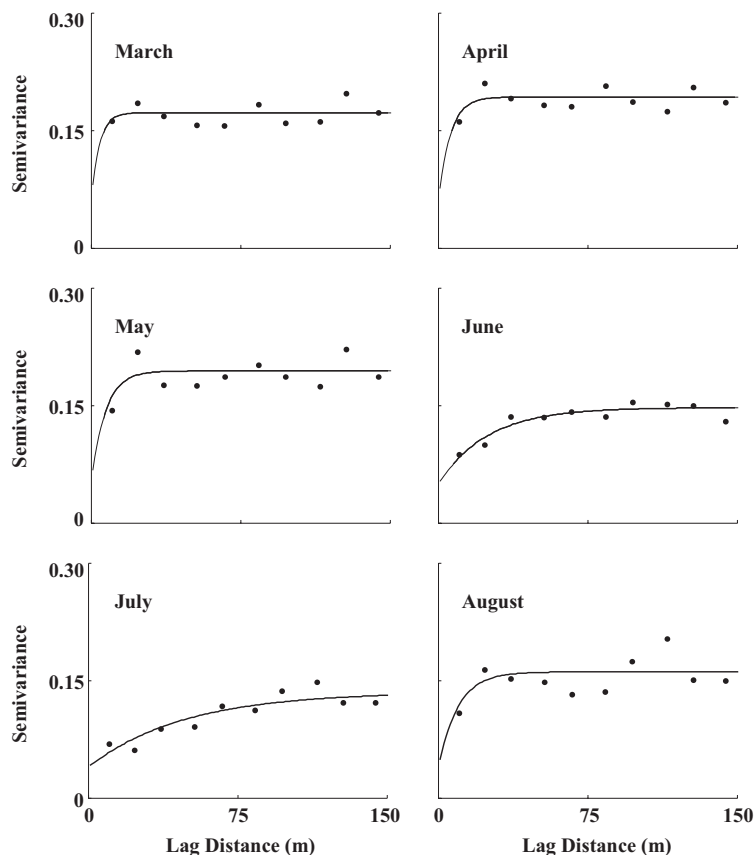 0.30
March
April
0.15
Semivariance
0
0.30
May
June
0.15
Semivariance
0
0.30
July
August
0.15
Semivariance
0
0 75 150
0 75 150
Lag Distance (m)
Lag Distance (m)